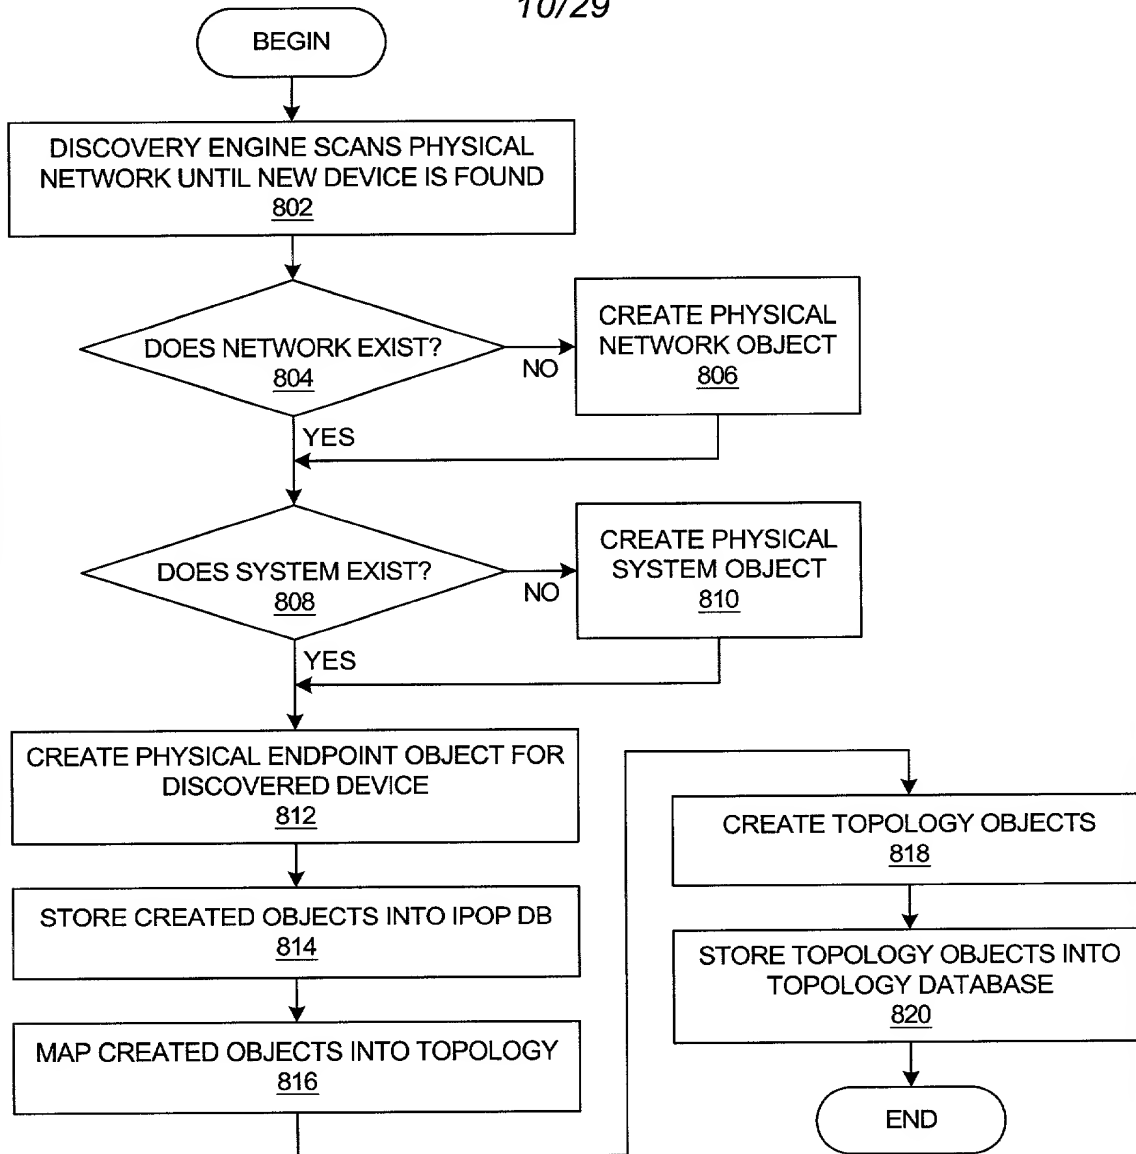 10/29
BEGIN
DISCOVERY ENGINE SCANS PHYSICAL
NETWORK UNTIL NEW DEVICE IS FOUND
802
DOES NETWORK EXIST?
804
NO
CREATE PHYSICAL
NETWORK OBJECT
806
YES
DOES SYSTEM EXIST?
808
NO
CREATE PHYSICAL
SYSTEM OBJECT
810
YES
CREATE PHYSICAL ENDPOINT OBJECT FOR
DISCOVERED DEVICE
812
STORE CREATED OBJECTS INTO IPOP DB
814
MAP CREATED OBJECTS INTO TOPOLOGY
816
CREATE TOPOLOGY OBJECTS
818
STORE TOPOLOGY OBJECTS INTO
TOPOLOGY DATABASE
820
END